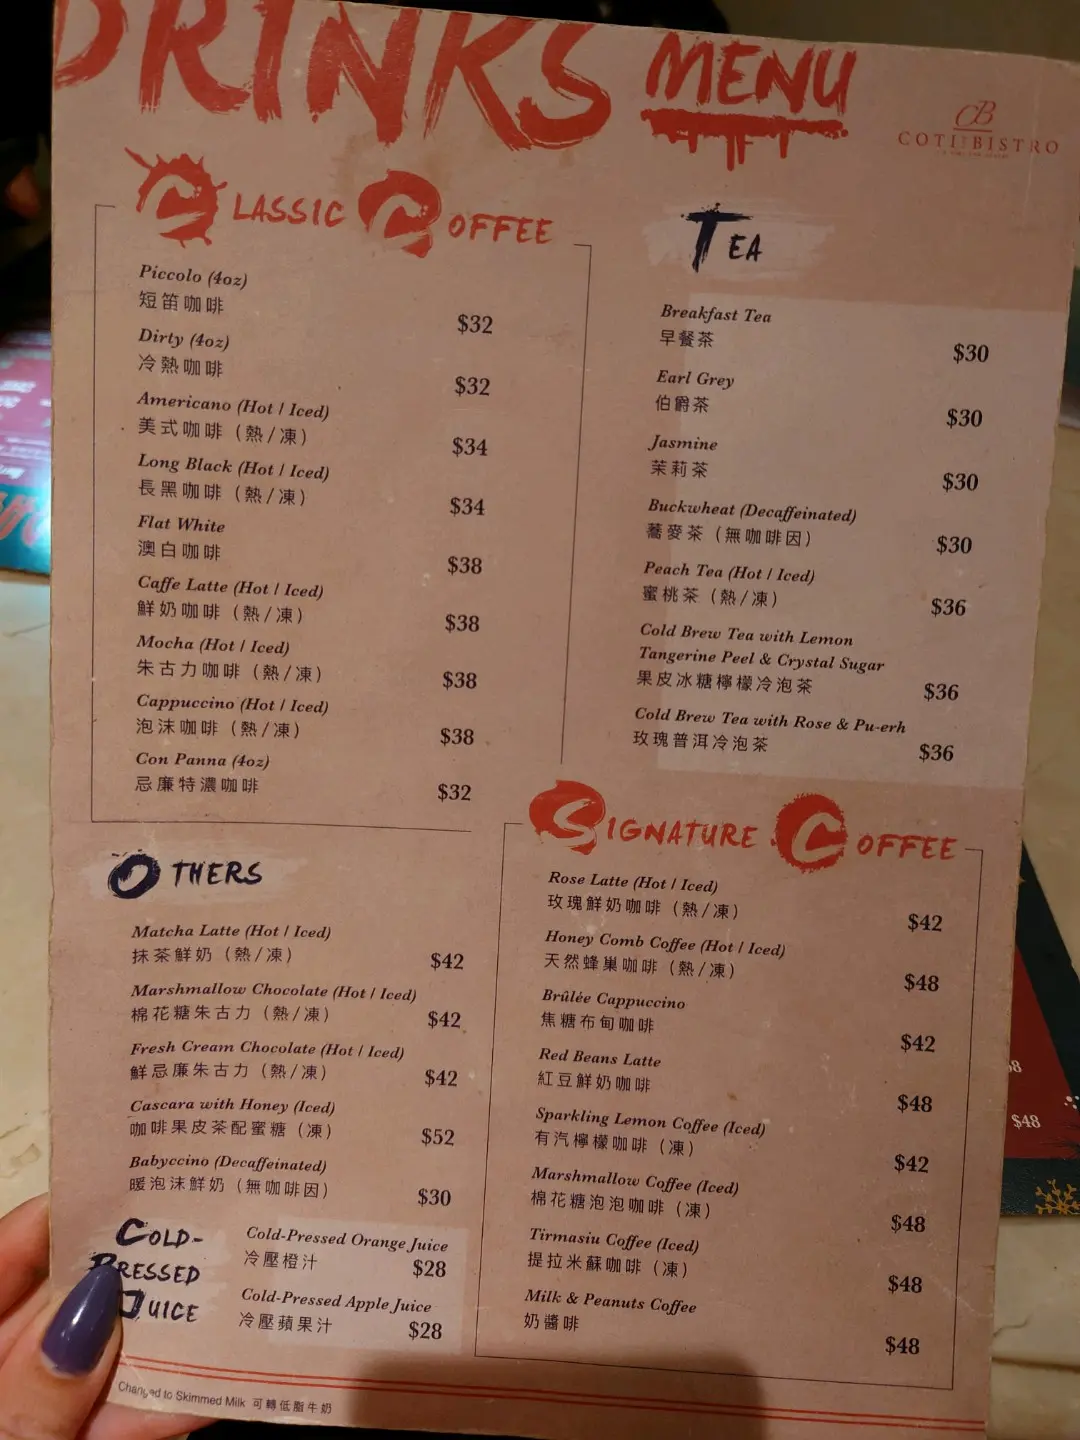 DRINKS MENU
CB
COTI BISTRO
CLASSIC COFFEE
Piccolo (4oz)
短笛咖啡
$32
Dirty (4oz)
冷熱咖啡
$32
Americano (Hot / Iced)
美式咖啡（熱/凍）
$34
Long Black (Hot / Iced)
長黑咖啡（熱/凍）
$34
Flat White
澳白咖啡
$38
Caffe Latte (Hot / Iced)
鮮奶咖啡（熱/凍）
$38
Mocha (Hot / Iced)
朱古力咖啡（熱/凍）
$38
Cappuccino (Hot / Iced)
泡沫咖啡（熱/凍）
$38
Con Panna (4oz)
忌廉特濃咖啡
$32
TEA
Breakfast Tea
早餐茶
$30
Earl Grey
伯爵茶
$30
Jasmine
茉莉茶
$30
Buckwheat (Decaffeinated)
蕎麥茶（無咖啡因）
$30
Peach Tea (Hot / Iced)
蜜桃茶（熱/凍）
$36
Cold Brew Tea with Lemon
Tangerine Peel & Crystal Sugar
果皮冰糖檸檬冷泡茶
$36
Cold Brew Tea with Rose & Pu-erh
玫瑰普洱冷泡茶
$36
OTHERS
Matcha Latte (Hot / Iced)
抹茶鮮奶（熱/凍）
$42
Marshmallow Chocolate (Hot / Iced)
棉花糖朱古力（熱/凍）
$42
Fresh Cream Chocolate (Hot / Iced)
鮮忌廉朱古力（熱/凍）
$42
Cascara with Honey (Iced)
咖啡果皮茶配蜜糖（凍）
$52
Babyccino (Decaffeinated)
暖泡沫鮮奶（無咖啡因）
$30
COLD-
PRESSED
JUICE
Cold-Pressed Orange Juice
冷壓橙汁
$28
Cold-Pressed Apple Juice
冷壓蘋果汁
$28
SIGNATURE COFFEE
Rose Latte (Hot / Iced)
玫瑰鮮奶咖啡（熱/凍）
$42
Honey Comb Coffee (Hot / Iced)
天然蜂巢咖啡（熱/凍）
$48
Brûlée Cappuccino
焦糖布甸咖啡
$42
Red Beans Latte
紅豆鮮奶咖啡
$48
Sparkling Lemon Coffee (Iced)
有汽檸檬咖啡（凍）
$42
Marshmallow Coffee (Iced)
棉花糖泡泡咖啡（凍）
$48
Tirmasiu Coffee (Iced)
提拉米蘇咖啡（凍）
$48
Milk & Peanuts Coffee
奶醬啡
$48
Changed to Skimmed Milk 可轉低脂牛奶
$48